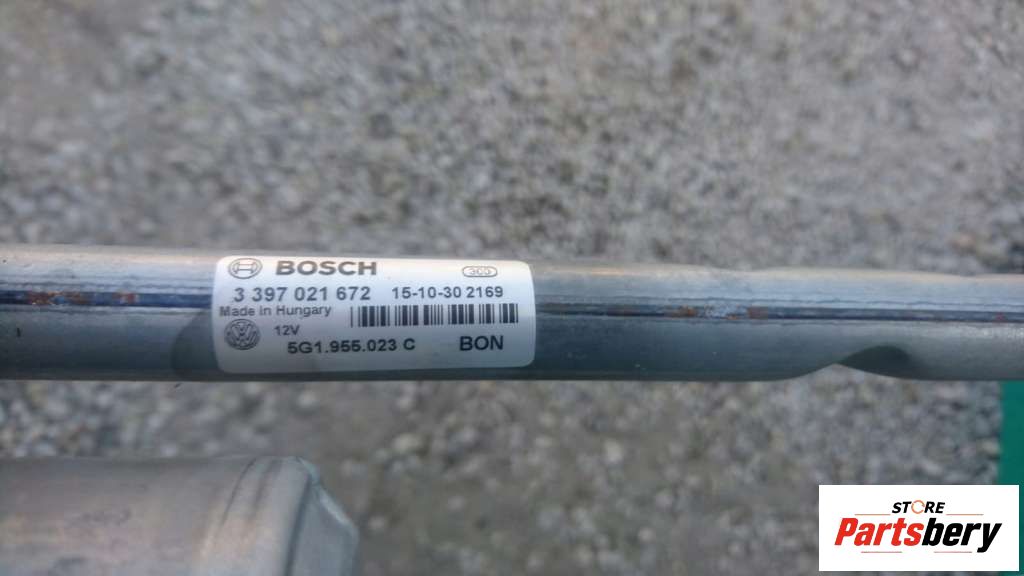 BOSCH 300
3 397 021 672 15-10-30 2169
Made in Hungary
12V
5G1.955.023 C BON
STORE
Partsbery